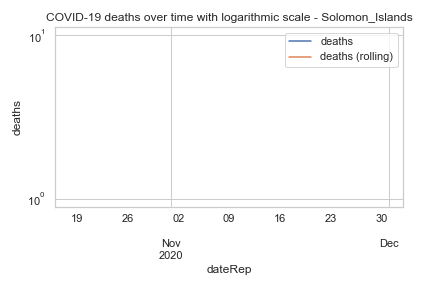 COVID-19 deaths over time with logarithmic scale - Solomon_Islands
deaths
deaths (rolling)
10¹
deaths
10⁰
19 26 02 09 16 23 30
Nov Dec
2020
dateRep